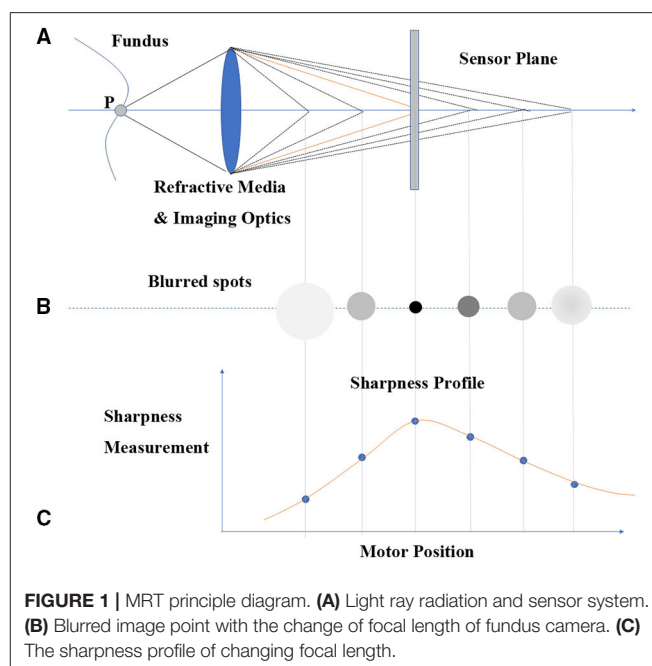 A
Fundus
Sensor Plane
P
Refractive Media
& Imaging Optics
Blurred spots
B
Sharpness Profile
Sharpness
Measurement
C
Motor Position
FIGURE 1 | MRT principle diagram. (A) Light ray radiation and sensor system.
(B) Blurred image point with the change of focal length of fundus camera. (C)
The sharpness profile of changing focal length.